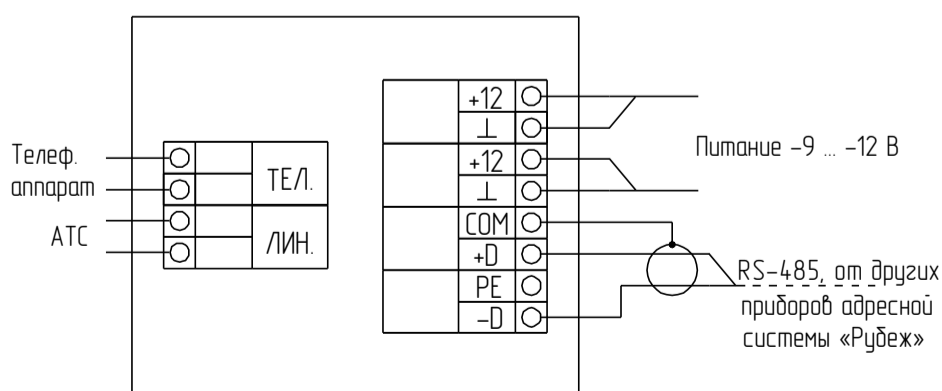 Телеф.
аппарат
АТС
ТЕЛ.
ЛИН.
+12
⊥
+12
⊥
COM
+D
PE
–D
Питание –9 ... –12 В
RS–485, от других
приборов адресной
системы «Рубеж»